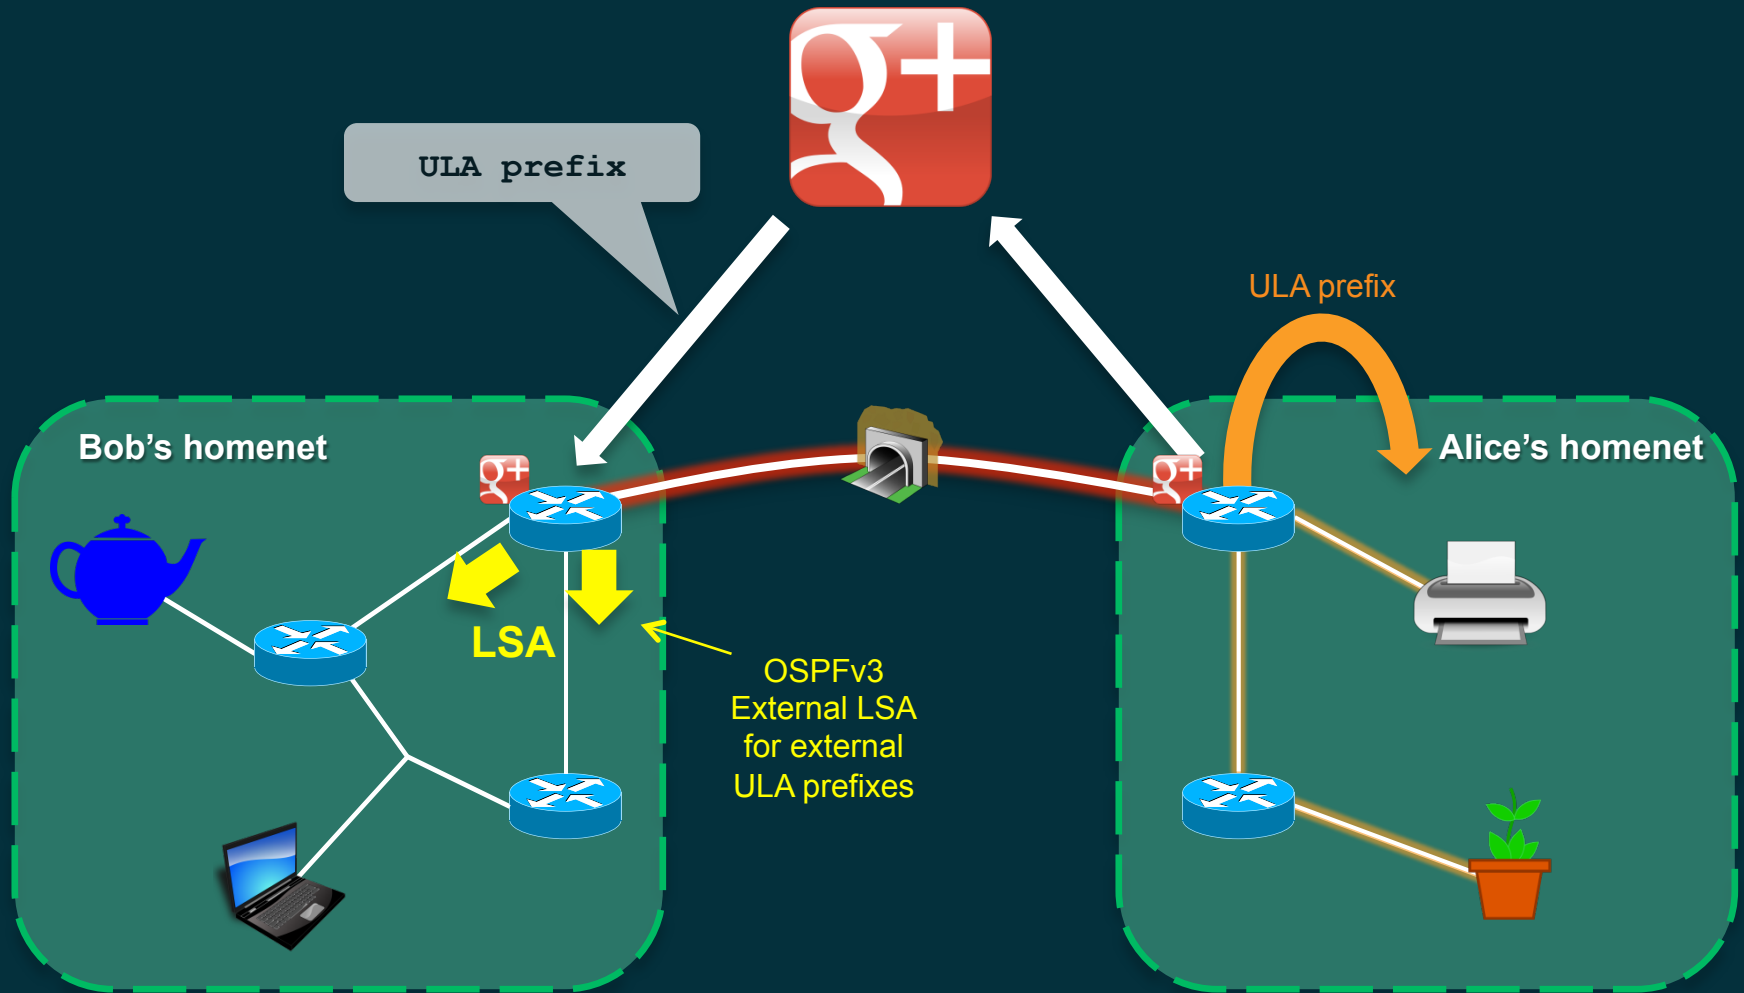 g+
ULA prefix
ULA prefix
Bob’s homenet
g+
g+
Alice’s homenet
LSA
OSPFv3
External LSA
for external
ULA prefixes